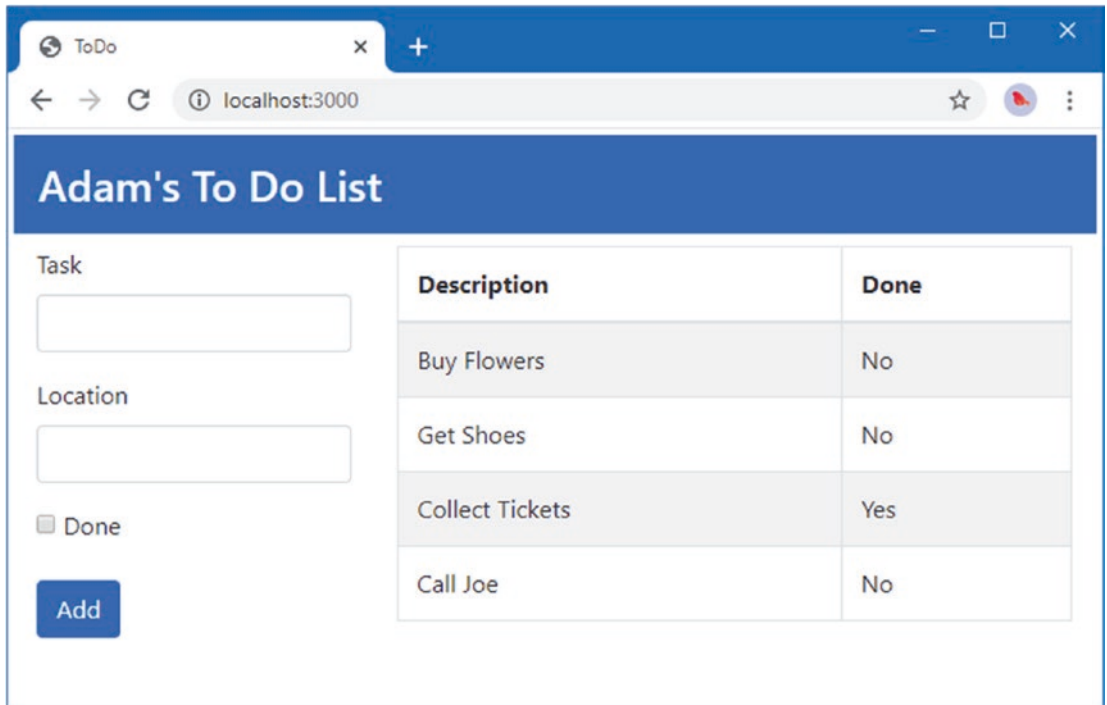 ToDo
localhost:3000
Adam's To Do List
Task
Location
Done
Add
Description Done
Buy Flowers No
Get Shoes No
Collect Tickets Yes
Call Joe No